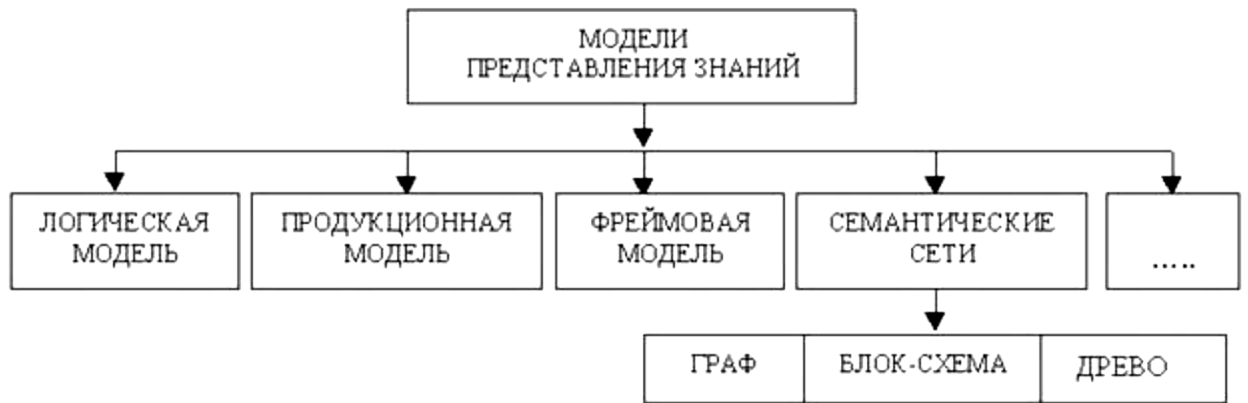 МОДЕЛИ
ПРЕДСТАВЛЕНИЯ ЗНАНИЙ
ЛОГИЧЕСКАЯ
МОДЕЛЬ
ПРОДУКЦИОННАЯ
МОДЕЛЬ
ФРЕЙМОВАЯ
МОДЕЛЬ
СЕМАНТИЧЕСКИЕ
СЕТИ
.....
ГРАФ
БЛОК-СХЕМА
ДРЕВО